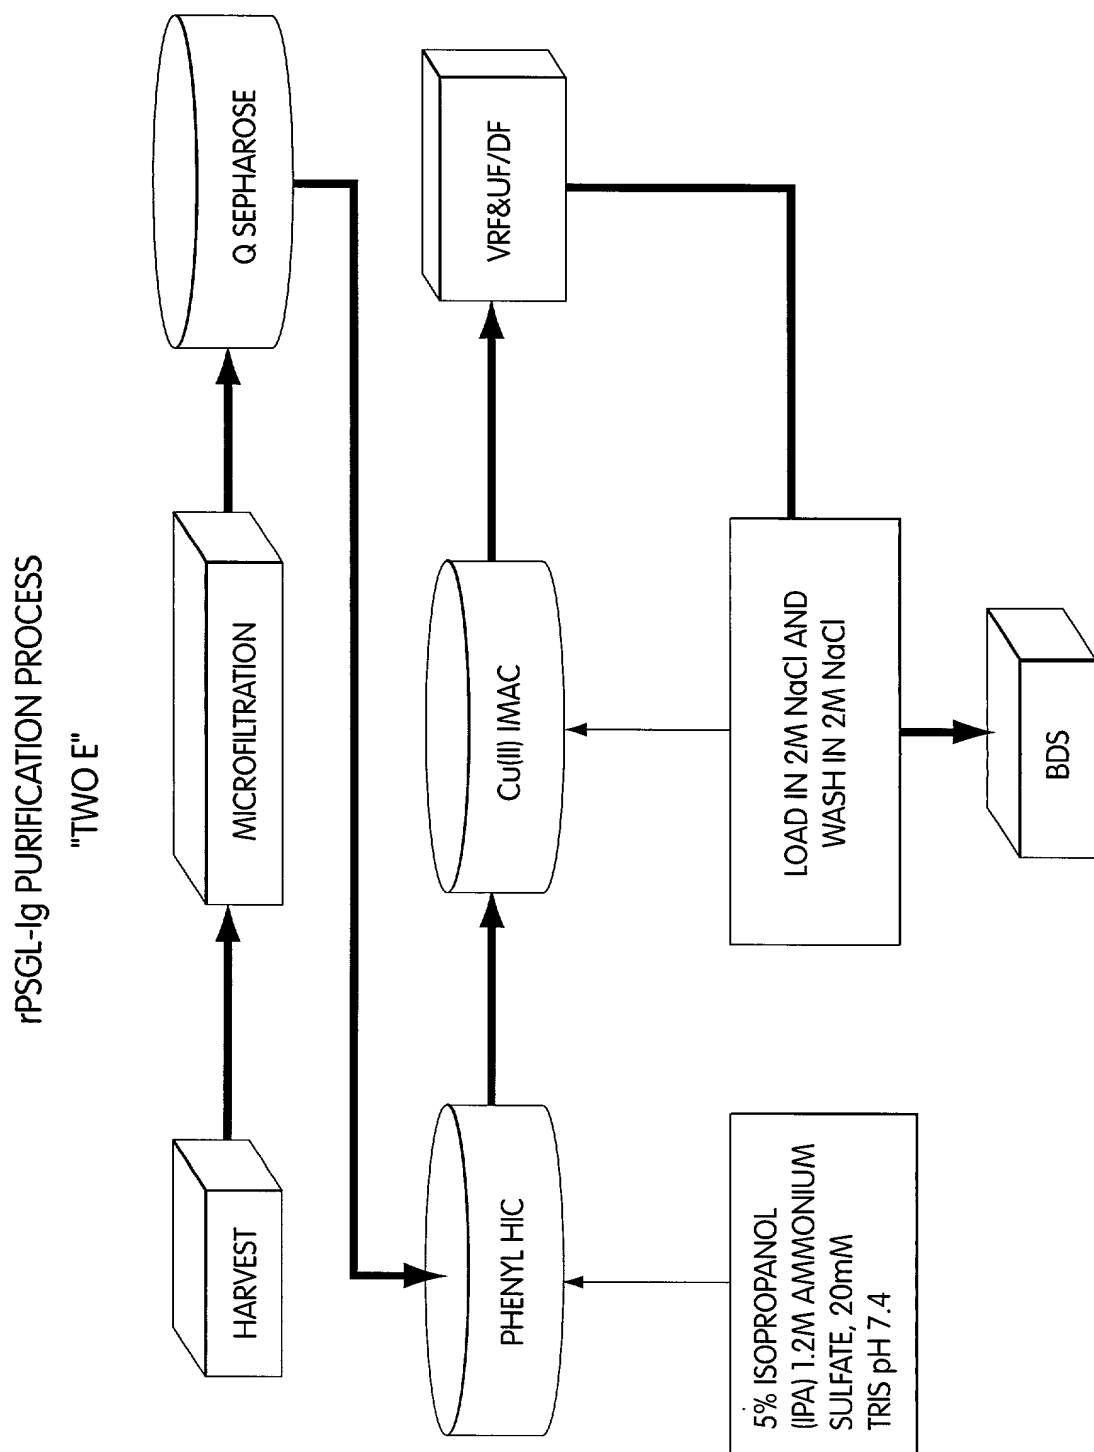 rPSGL-Ig PURIFICATION PROCESS
"TWO E"
HARVEST
MICROFILTRATION
Q SEPHAROSE
PHENYL HIC
Cu(II) IMAC
VRF&UF/DF
5% ISOPROPANOL
(IPA) 1.2M AMMONIUM
SULFATE, 20mM
TRIS pH 7.4
LOAD IN 2M NaCl AND
WASH IN 2M NaCl
BDS